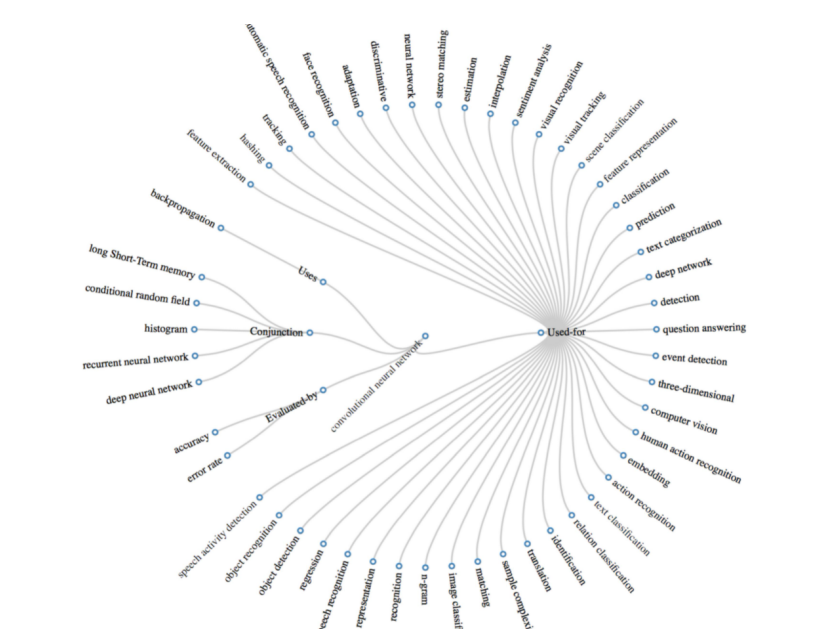 utomatic speech recognition
face recognition
adaptation
discriminative
neural network
stereo matching
estimation
interpolation
sentiment analysis
visual recognition
visual tracking
scene classification
feature representation
classification
prediction
text categorization
deep network
detection
question answering
event detection
three-dimensional
computer vision
human action recognition
embedding
action recognition
text classification
relation classification
identification
translation
sample complexi
matching
image classif
n-gram
recognition
representation
eech recognition
regression
object detection
object recognition
speech activity detection
tracking
hashing
feature extraction
backpropagation
Uses
long Short-Term memory
conditional random field
histogram
recurrent neural network
deep neural network
Conjunction
accuracy
error rate
Evaluated-by
convolutional neural network
Used-for